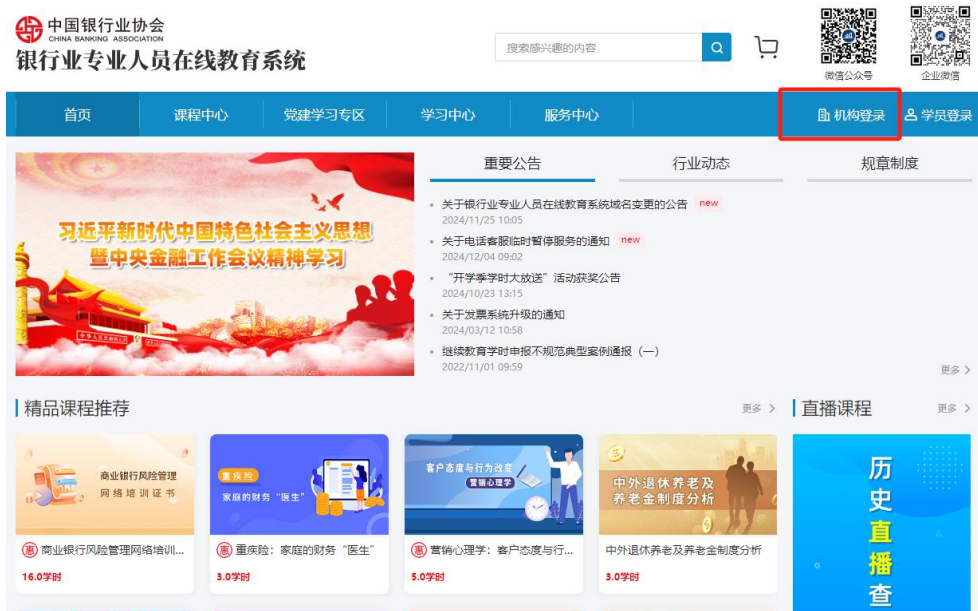 中国银行业协会
CHINA BANKING ASSOCIATION
银行业专业人员在线教育系统
搜索感兴趣的内容
微信公众号
企业微信
首页
课程中心
党建学习专区
学习中心
服务中心
机构登录
学员登录
习近平新时代中国特色社会主义思想
暨中央金融工作会议精神学习
重要公告
行业动态
规章制度
关于银行业专业人员在线教育系统域名变更的公告 new
2024/11/25 10:05
关于电话客服临时暂停服务的通知 new
2024/12/04 09:02
“开学季学时大放送”活动获奖公告
2024/10/23 13:15
关于发票系统升级的通知
2024/03/12 10:58
继续教育学时申报不规范典型案例通报（一）
2022/11/01 09:59
更多 >
精品课程推荐
更多 >
直播课程
更多 >
商业银行风险管理
网络培训证书
惠 商业银行风险管理网络培训...
16.0学时
重疾险
家庭的财务“医生”
惠 重疾险：家庭的财务“医生”
3.0学时
客户态度与行为改变
营销心理学
惠 营销心理学：客户态度与行...
5.0学时
中外退休养老及
养老金制度分析
中外退休养老及养老金制度分析
3.0学时
历
史
直
播
查